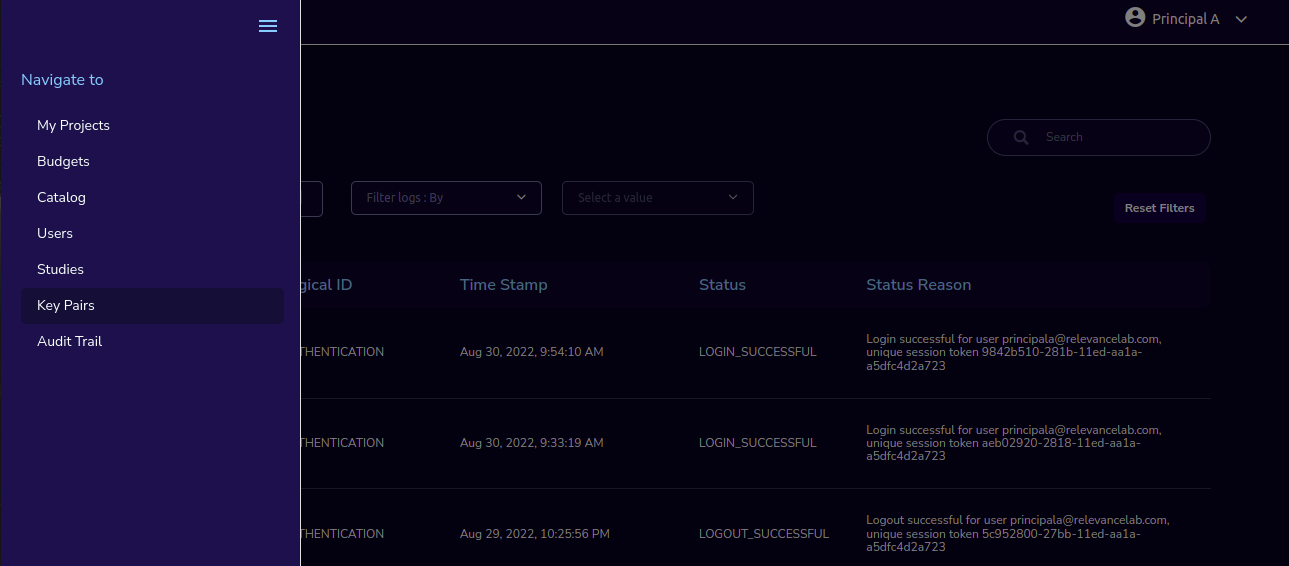 Principal A
Navigate to
My Projects
Budgets
Catalog
Users
Studies
Key Pairs
Audit Trail
Search
Filter logs : By
Select a value
Reset Filters
gical ID Time Stamp Status Status Reason
THENTICATION Aug 30, 2022, 9:54:10 AM LOGIN_SUCCESSFUL
Login successful for user principala@relevancelab.com,
unique session token 9842b510-281b-11ed-aa1a-
a5dfc4d2a723
THENTICATION Aug 30, 2022, 9:33:19 AM LOGIN_SUCCESSFUL
Login successful for user principala@relevancelab.com,
unique session token aeb02920-2818-11ed-aa1a-
a5dfc4d2a723
THENTICATION Aug 29, 2022, 10:25:56 PM LOGOUT_SUCCESSFUL
Logout successful for user principala@relevancelab.com,
unique session token 5c952800-27bb-11ed-aa1a-
a5dfc4d2a723